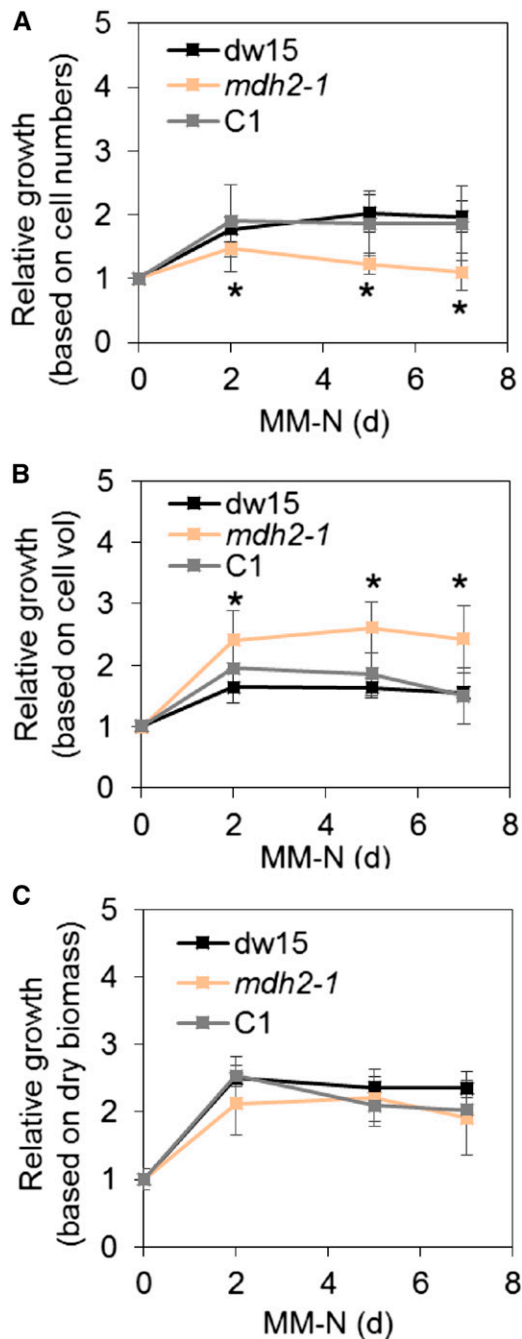 A
5
4
3
2
1
0
Relative growth
(based on cell numbers)
dw15
mdh2-1
C1
*
*
*
0 2 4 6 8
MM-N (d)
B
5
4
3
2
1
0
Relative growth
(based on cell vol)
dw15
mdh2-1
C1
*
*
*
0 2 4 6 8
MM-N (d)
C
5
4
3
2
1
0
Relative growth
(based on dry biomass)
dw15
mdh2-1
C1
0 2 4 6 8
MM-N (d)